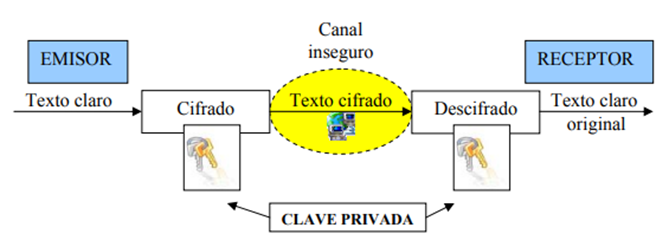 Canal
inseguro
EMISOR
RECEPTOR
Texto claro
Cifrado
Texto cifrado
Descifrado
Texto claro
original
CLAVE PRIVADA